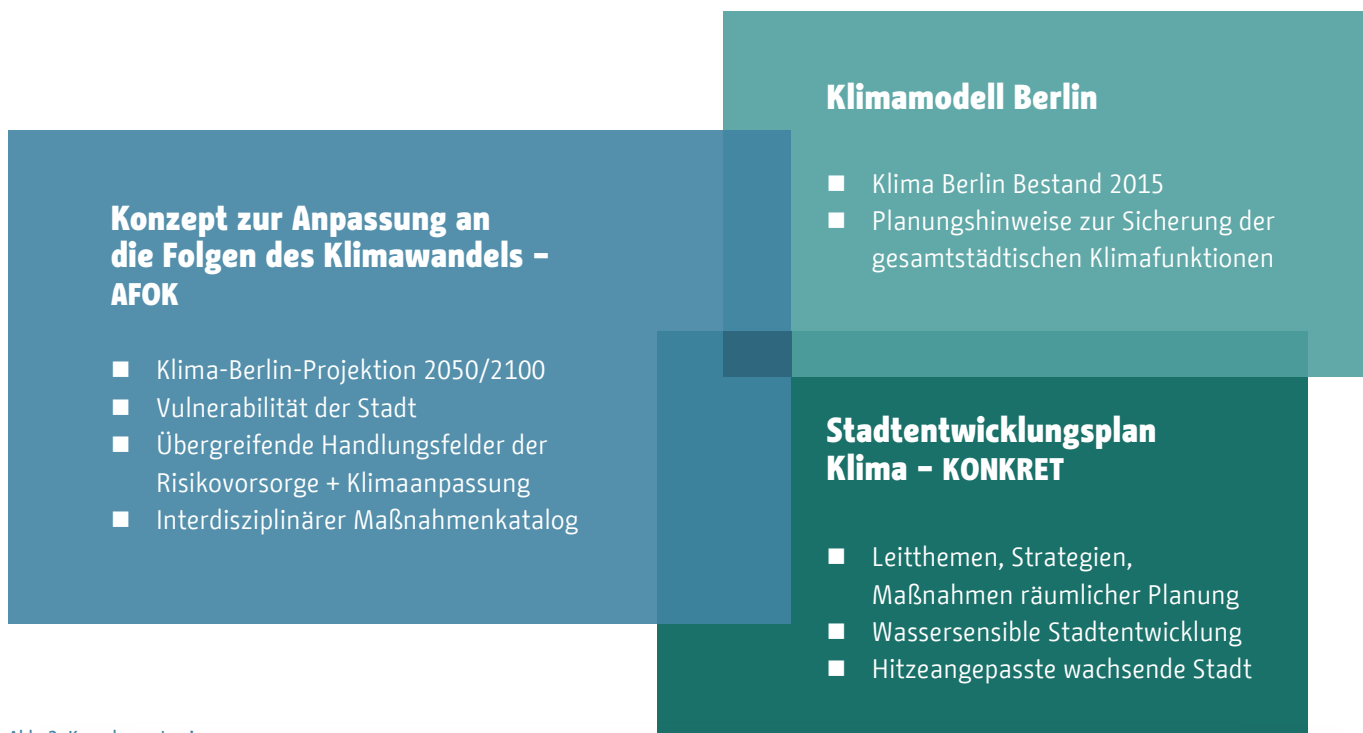 Klimamodell Berlin
■ Klima Berlin Bestand 2015
■ Planungshinweise zur Sicherung der
gesamtstädtischen Klimafunktionen
Konzept zur Anpassung an
die Folgen des Klimawandels –
AFOK
■ Klima-Berlin-Projektion 2050/2100
■ Vulnerabilität der Stadt
■ Übergreifende Handlungsfelder der
Risikovorsorge + Klimaanpassung
■ Interdisziplinärer Maßnahmenkatalog
Stadtentwicklungsplan
Klima – KONKRET
■ Leitthemen, Strategien,
Maßnahmen räumlicher Planung
■ Wassersensible Stadtentwicklung
■ Hitzeangepasste wachsende Stadt